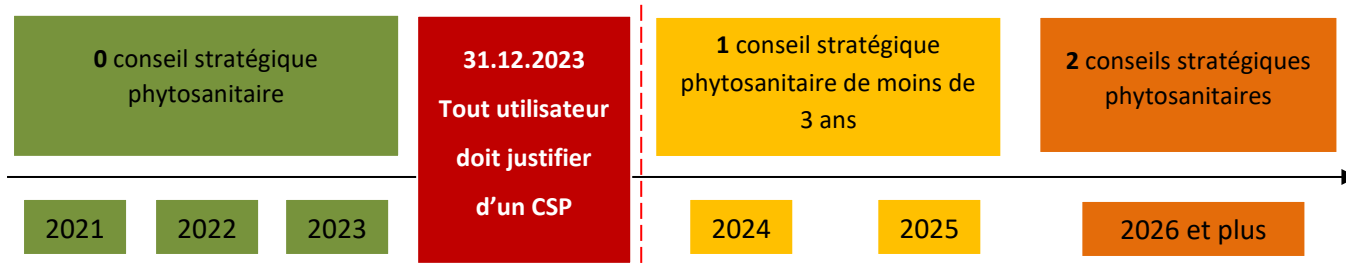 0 conseil stratégique
phytosanitaire
31.12.2023
Tout utilisateur
doit justifier
d'un CSP
1 conseil stratégique
phytosanitaire de moins de
3 ans
2 conseils stratégiques
phytosanitaires
2021
2022
2023
2024
2025
2026 et plus